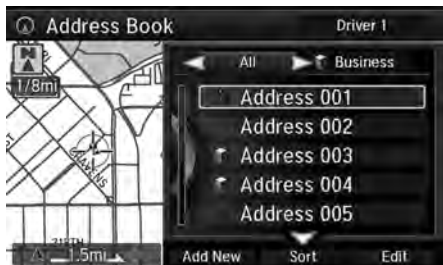 Address Book
Driver 1
All
Business
1/8mi
Address 001
Address 002
Address 003
Address 004
Address 005
CRAVENS
1.5mi
Add New
Sort
Edit